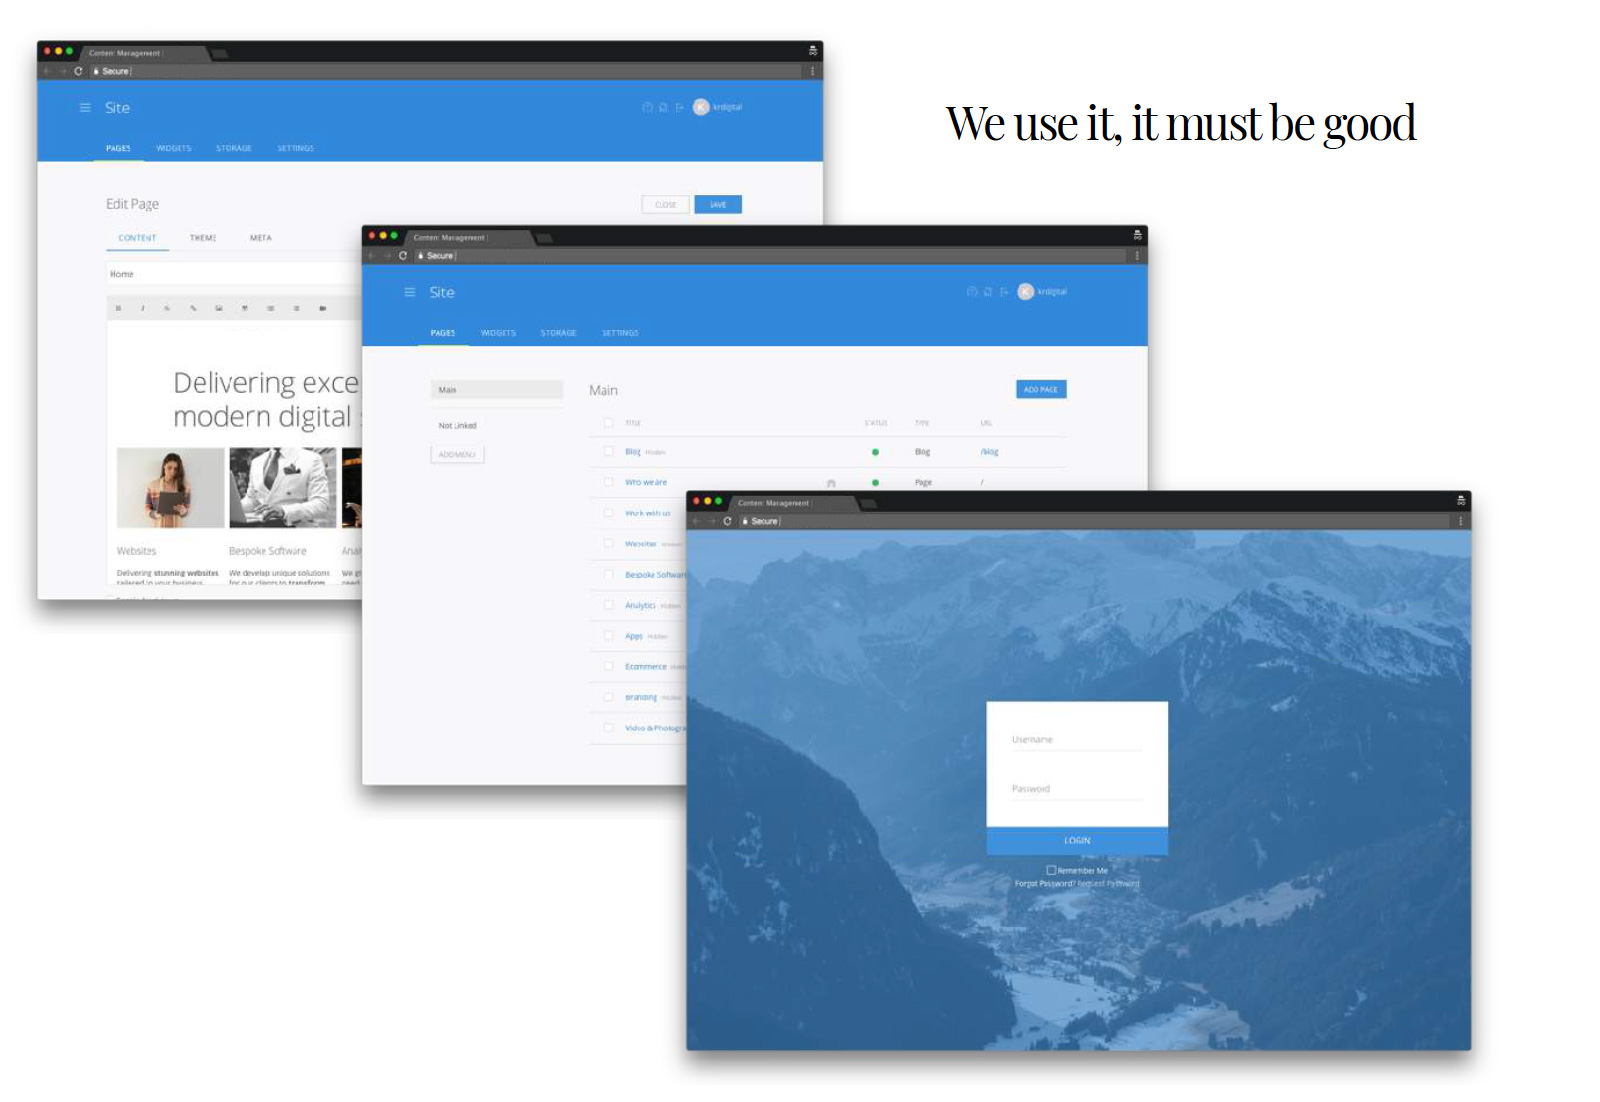 We use it, it must be good
Content Management
Secure
Site
krdigital
PAGES WIDGETS STORAGE SETTINGS
Edit Page
CLOSE SAVE
CONTENT THEME META
Home
Delivering exce
modern digital
Websites Bespoke Software
Delivering stunning websites We develop unique solutions We
tailored to your business. for our clients to transform need
Content Management
Secure
Site
K krdigital
PAGES WIDGETS STORAGE SETTINGS
Main
Not Linked
ADD MENU
Main
ADD PAGE
TITLE STATUS TYPE URL
Blog Hidden Blog /blog
Who we are Page /
Work with us
Websites Hidden
Bespoke Softwar
Analytics Hidden
Apps Hidden
Ecommerce
Branding Hidden
Video & Photogra
Content Management
Secure
Username
Password
LOGIN
Remember Me
Forgot Password? Request Password